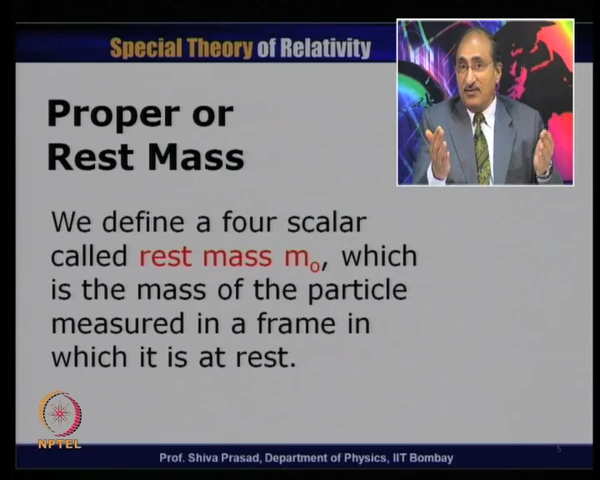 Special Theory of Relativity
Proper or
Rest Mass
We define a four scalar
called rest mass m₀, which
is the mass of the particle
measured in a frame in
which it is at rest.
NPTEL
Prof. Shiva Prasad, Department of Physics, IIT Bombay
5